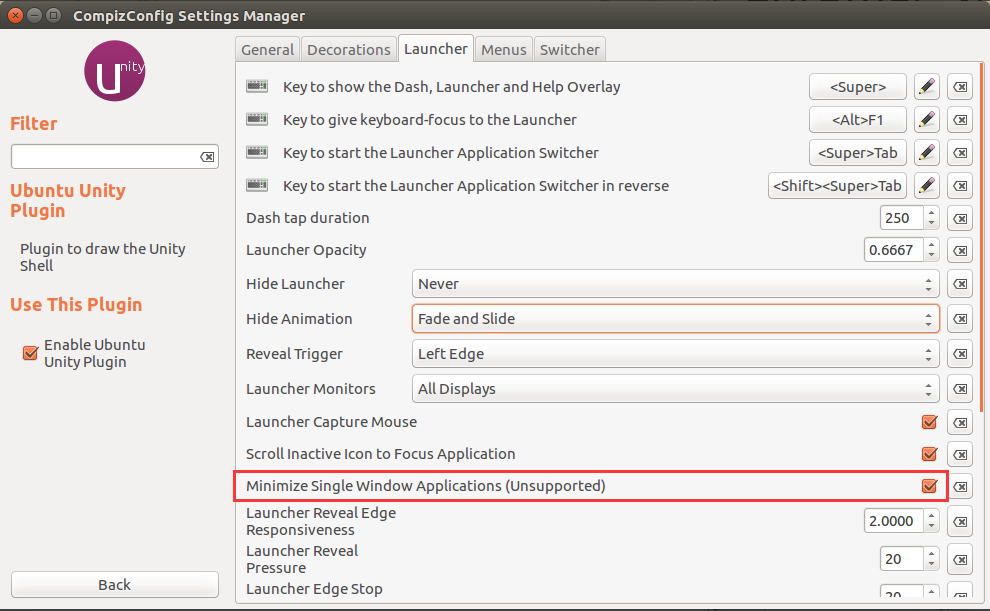 CompizConfig Settings Manager
Unity
Filter
Ubuntu Unity
Plugin
Plugin to draw the Unity
Shell
Use This Plugin
Enable Ubuntu
Unity Plugin
Back
General Decorations Launcher Menus Switcher
Key to show the Dash, Launcher and Help Overlay <Super>
Key to give keyboard-focus to the Launcher <Alt>F1
Key to start the Launcher Application Switcher <Super>Tab
Key to start the Launcher Application Switcher in reverse <Shift><Super>Tab
Dash tap duration 250
Launcher Opacity 0.6667
Hide Launcher Never
Hide Animation Fade and Slide
Reveal Trigger Left Edge
Launcher Monitors All Displays
Launcher Capture Mouse
Scroll Inactive Icon to Focus Application
Minimize Single Window Applications (Unsupported)
Launcher Reveal Edge
Responsiveness 2.0000
Launcher Reveal
Pressure 20
Launcher Edge Stop 20